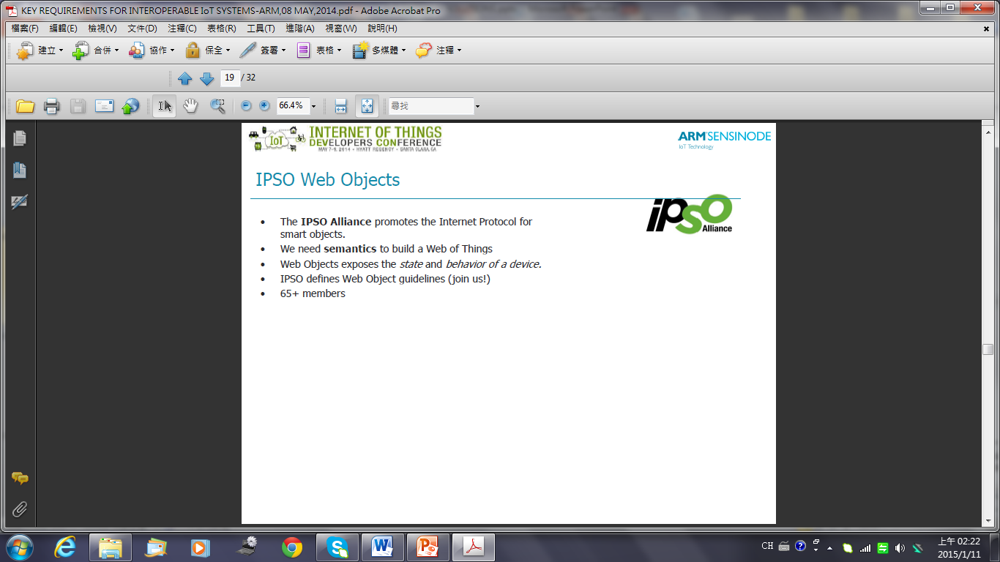 KEY REQUIREMENTS FOR INTEROPERABLE IoT SYSTEMS-ARM,08 MAY,2014.pdf - Adobe Acrobat Pro
檔案(F) 編輯(E) 檢視(V) 文件(D) 注釋(C) 表格(R) 工具(T) 進階(A) 視窗(W) 說明(H)
建立 合併 協作 保全 簽署 表格 多媒體 注釋
19 / 32
66.4% 尋找
IoT
INTERNET OF THINGS
DEVELOPERS CONFERENCE
MAY 7-8, 2014 • HYATT REGENCY • SANTA CLARA, CA
ARMSENSINODE
IoT Technology
IPSO Web Objects
ipso
Alliance
• The IPSO Alliance promotes the Internet Protocol for
smart objects.
• We need semantics to build a Web of Things
• Web Objects exposes the state and behavior of a device.
• IPSO defines Web Object guidelines (join us!)
• 65+ members
CH
上午 02:22
2015/1/11